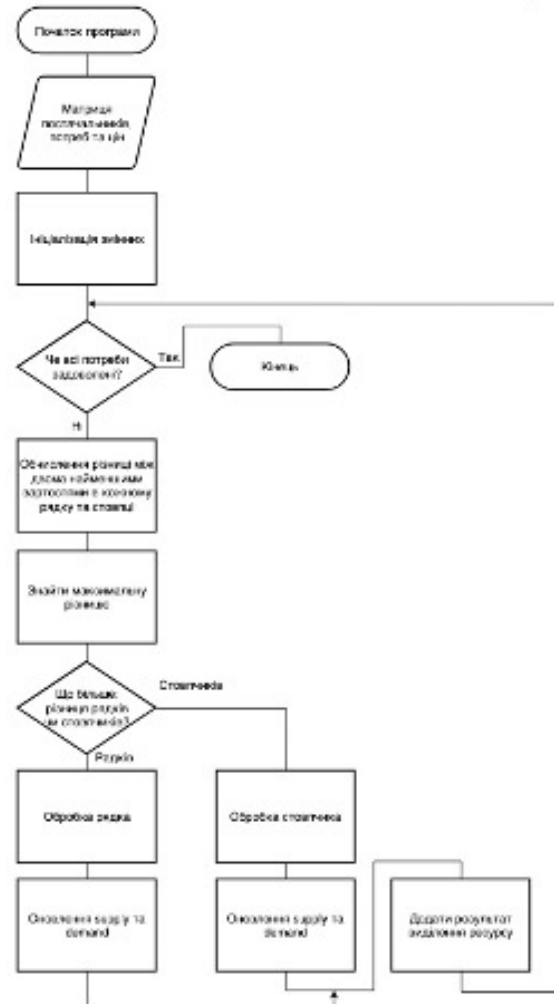 Початок програми
Матриця
постачальників,
потреб та цін
Ініціалізація змінних
Че всі потреби
задоволені?
Так
Кінець
Ні
Обчислення різниці між
двома найменшими
вартостями в кожному
рядку та стовпці
Знайти максимальну
різницю
Що більше:
різниця рядків
чи стовпчиків?
Стовпчиків
Рядків
Обробка рядка
Обробка стовпчика
Оновлення supply та
demand
Оновлення supply та
demand
Додати результат
виділення ресурсу